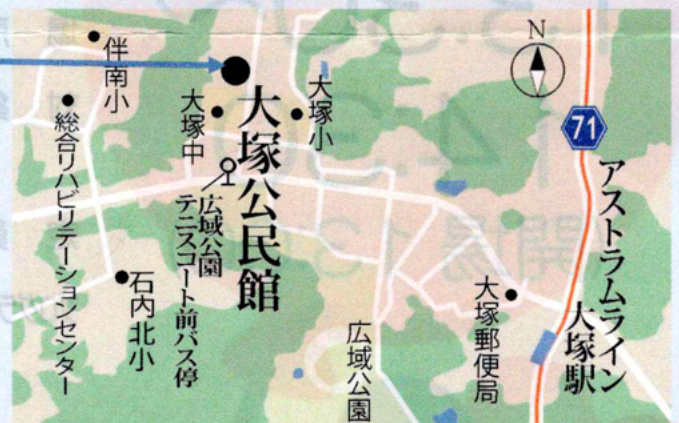 伴南小
総合リハビリテーションセンター
大塚中
大塚公民館
大塚小
広域公園
テニスコート前バス停
石内北小
広域公園
大塚郵便局
N
71
アストラムライン
大塚駅